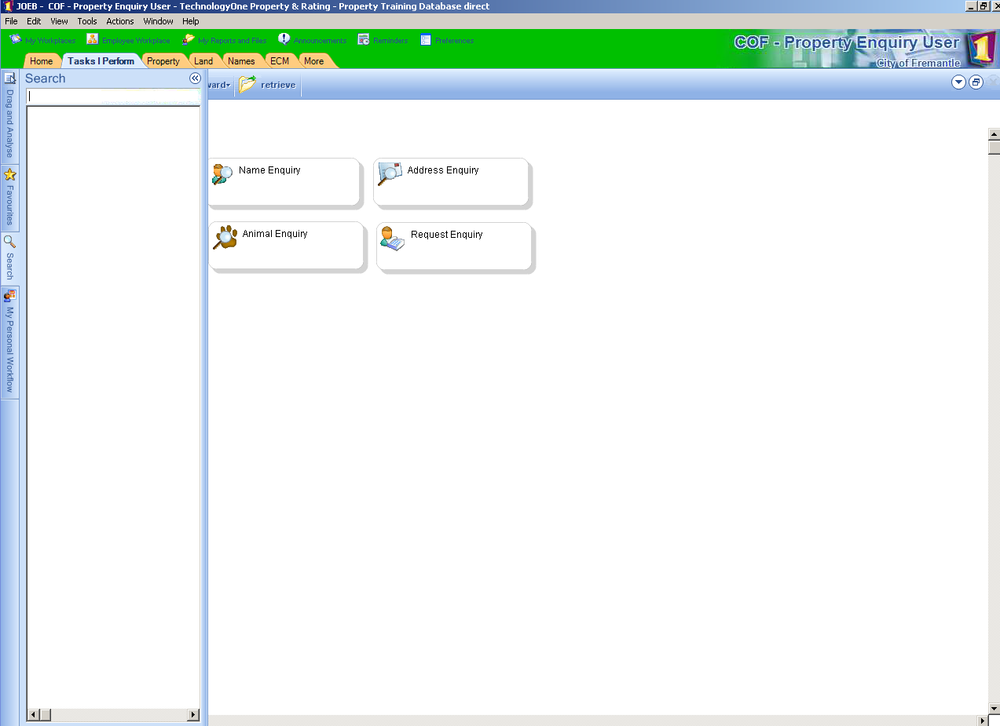 JOEB - COF - Property Enquiry User - TechnologyOne Property & Rating - Property Training Database direct
File Edit View Tools Actions Window Help
My Workplaces Employee Workplace My Reports and Files Announcements Reminders Preferences
COF - Property Enquiry User
City of Fremantle
Home Tasks I Perform Property Land Names ECM More
Search
ward retrieve
Drag and Analyse
Favourites
Search
My Personal Workflow
Name Enquiry Address Enquiry
Animal Enquiry Request Enquiry